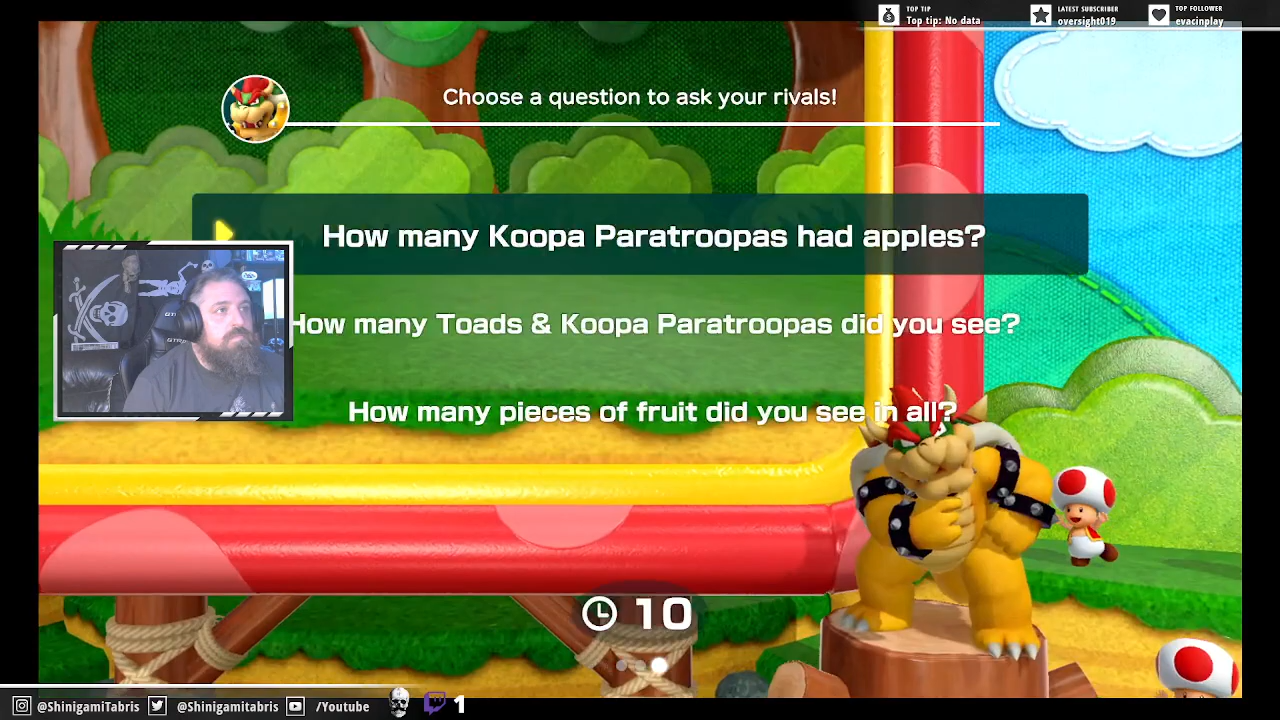 TOP TIP
Top tip: No data
LATEST SUBSCRIBER
oversight019
TOP FOLLOWER
evacinplay
Choose a question to ask your rivals!
How many Koopa Paratroopas had apples?
How many Toads & Koopa Paratroopas did you see?
How many pieces of fruit did you see in all?
10
@ShinigamiTabris
@Shinigamitabris
/Youtube
1